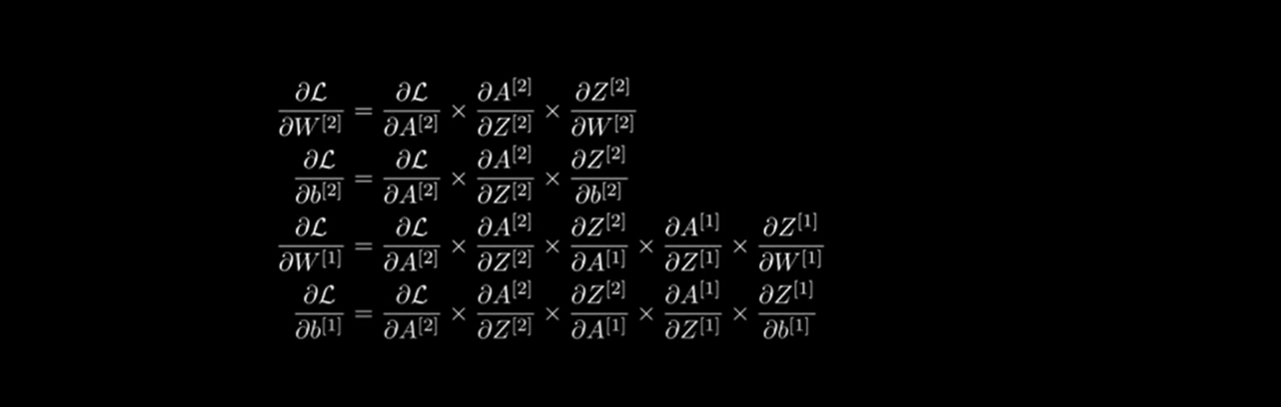 ∂ℒ/∂W^[2] = ∂ℒ/∂A^[2] × ∂A^[2]/∂Z^[2] × ∂Z^[2]/∂W^[2]
∂ℒ/∂b^[2] = ∂ℒ/∂A^[2] × ∂A^[2]/∂Z^[2] × ∂Z^[2]/∂b^[2]
∂ℒ/∂W^[1] = ∂ℒ/∂A^[2] × ∂A^[2]/∂Z^[2] × ∂Z^[2]/∂A^[1] × ∂A^[1]/∂Z^[1] × ∂Z^[1]/∂W^[1]
∂ℒ/∂b^[1] = ∂ℒ/∂A^[2] × ∂A^[2]/∂Z^[2] × ∂Z^[2]/∂A^[1] × ∂A^[1]/∂Z^[1] × ∂Z^[1]/∂b^[1]